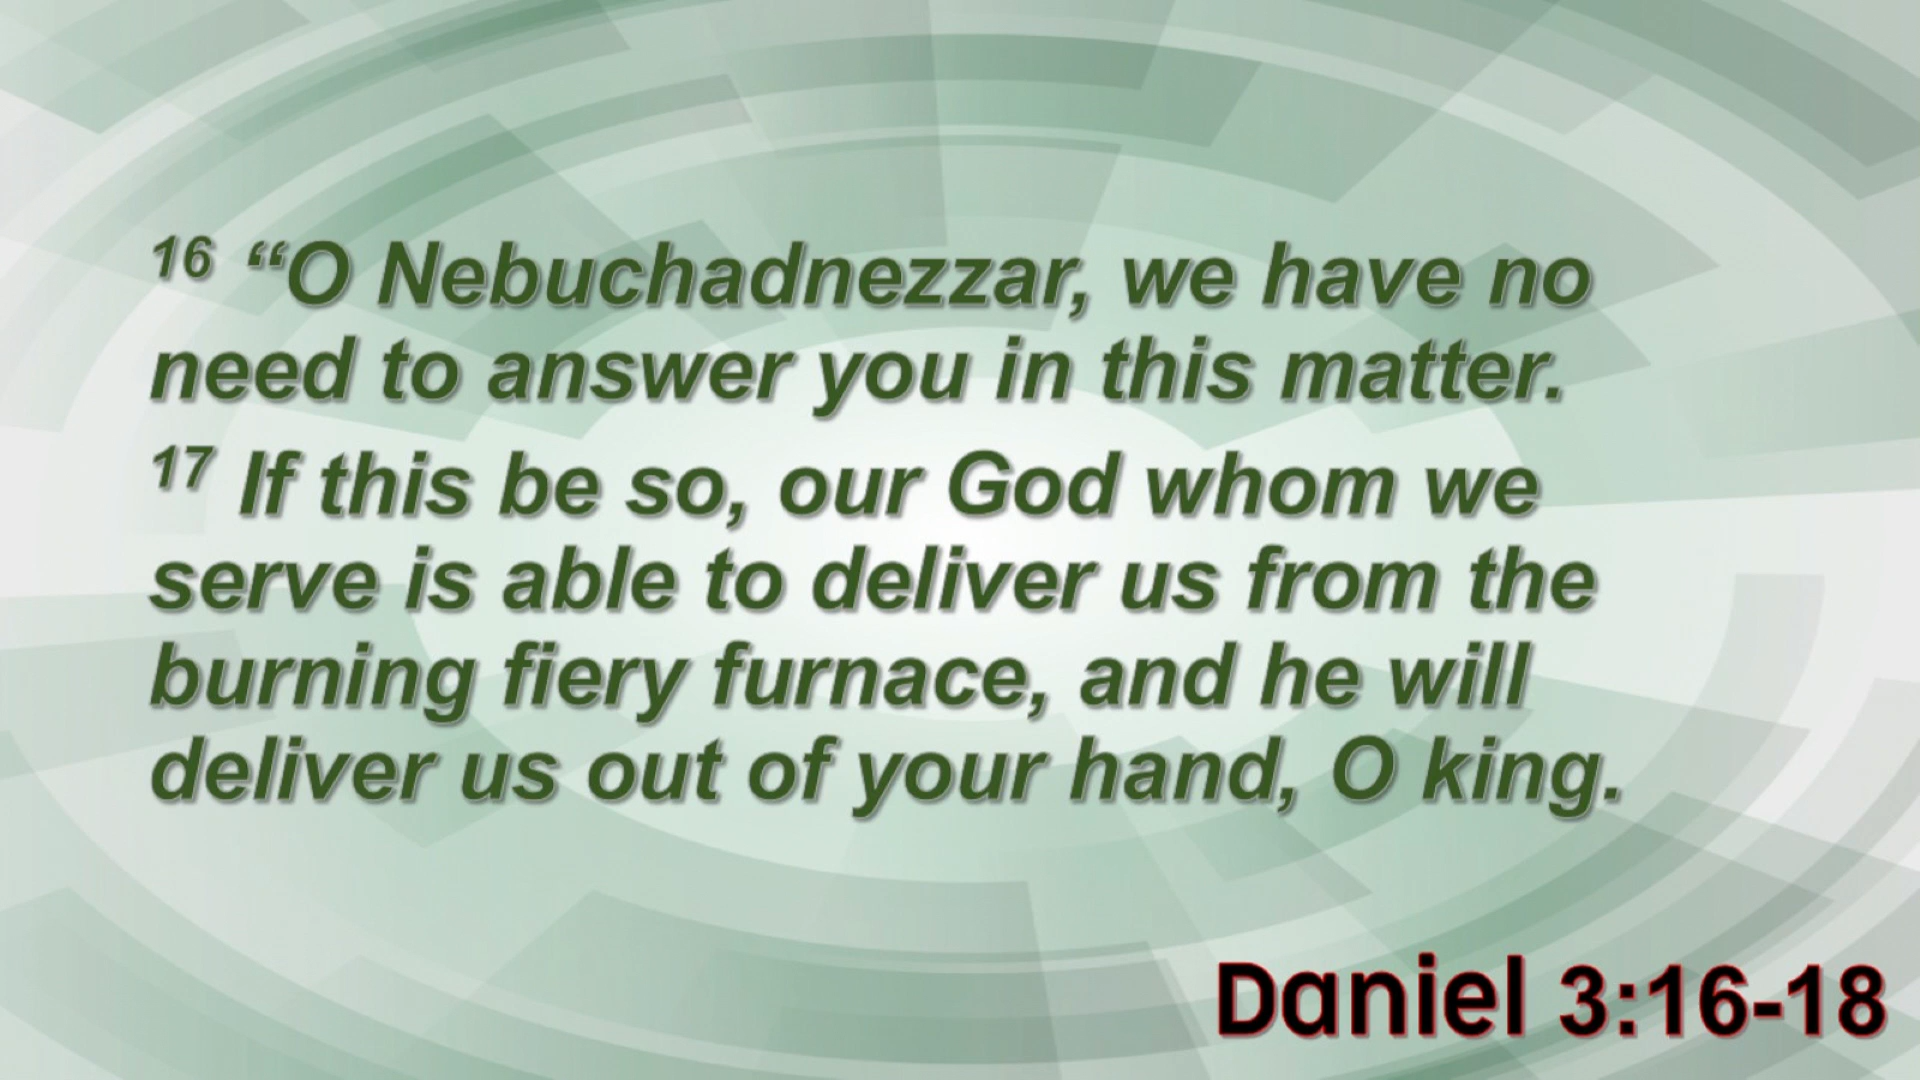 16 “O Nebuchadnezzar, we have no
need to answer you in this matter.
17 If this be so, our God whom we
serve is able to deliver us from the
burning fiery furnace, and he will
deliver us out of your hand, O king.
Daniel 3:16-18